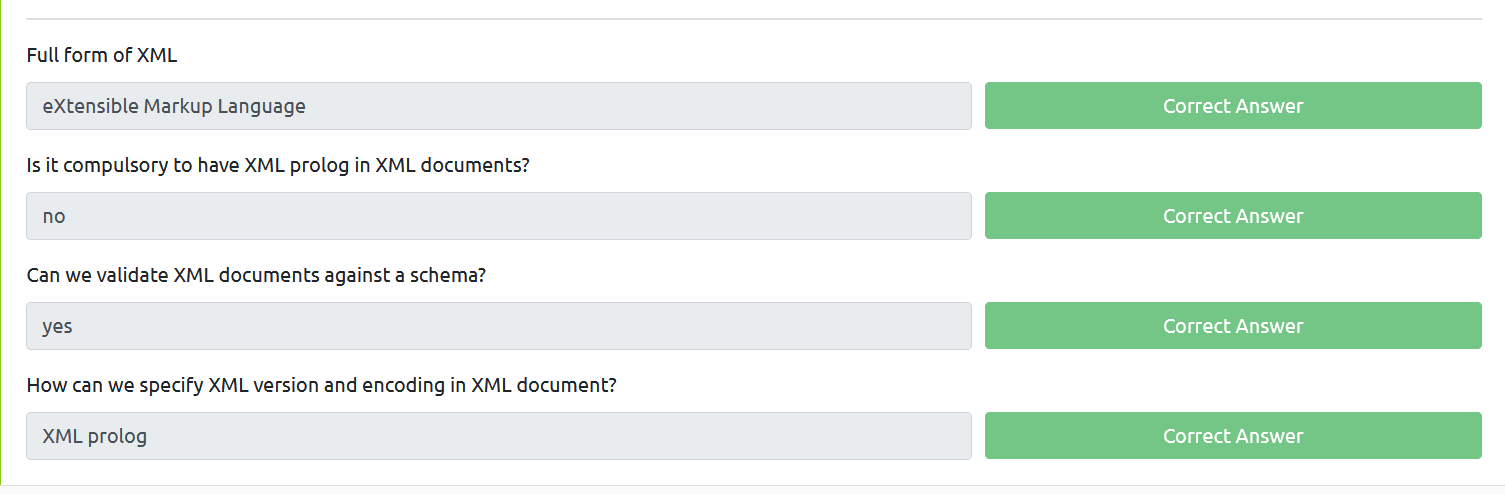 Full form of XML
eXtensible Markup Language
Correct Answer
Is it compulsory to have XML prolog in XML documents?
no
Correct Answer
Can we validate XML documents against a schema?
yes
Correct Answer
How can we specify XML version and encoding in XML document?
XML prolog
Correct Answer